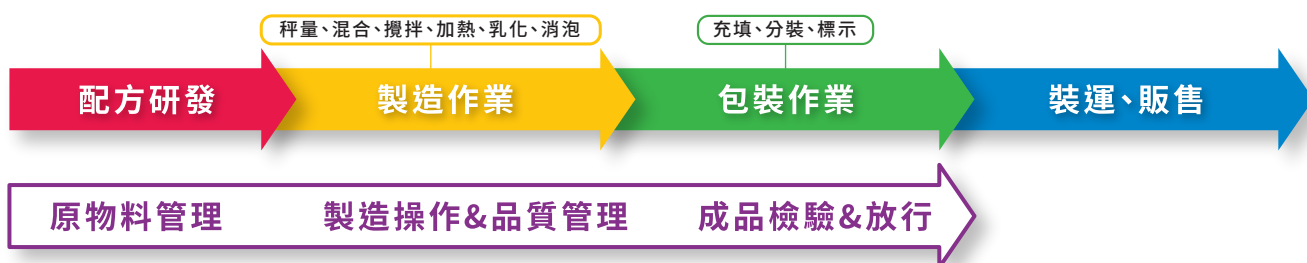 秤量、混合、攪拌、加熱、乳化、消泡
充填、分裝、標示
配方研發
製造作業
包裝作業
裝運、販售
原物料管理
製造操作&品質管理
成品檢驗&放行